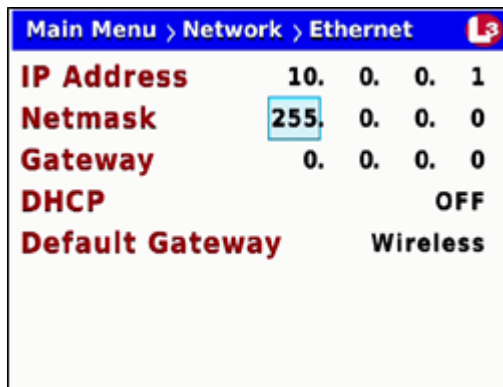 Main Menu > Network > Ethernet L3
IP Address 10. 0. 0. 1
Netmask 255. 0. 0. 0
Gateway 0. 0. 0. 0
DHCP OFF
Default Gateway Wireless